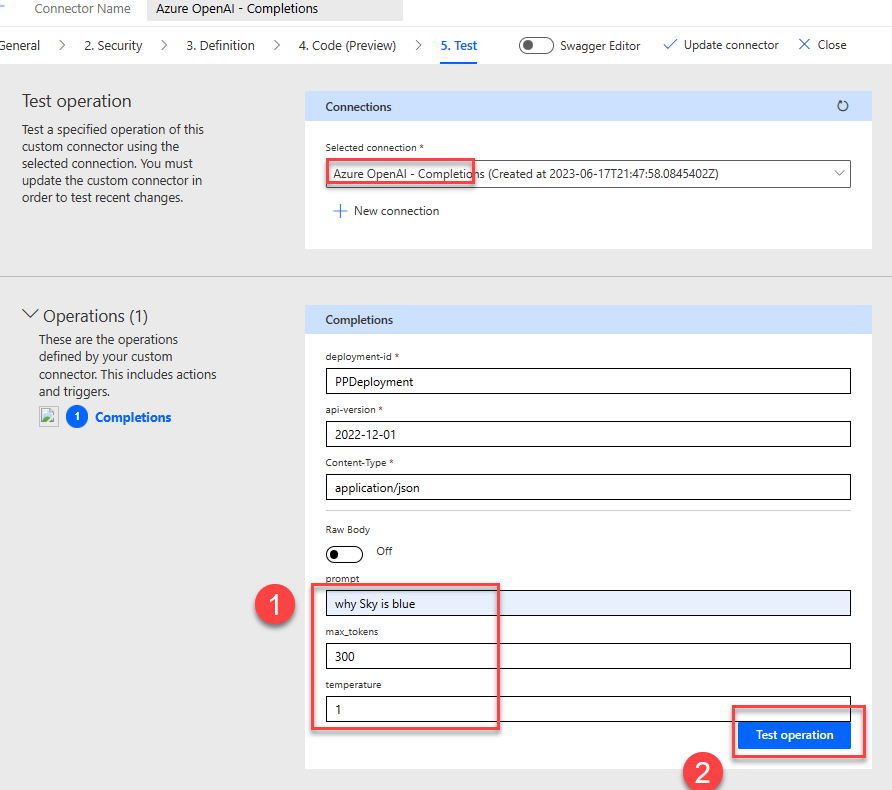 Connector Name
Azure OpenAI - Completions
General
2. Security
3. Definition
4. Code (Preview)
5. Test
Swagger Editor
Update connector
Close
Test operation
Test a specified operation of this
custom connector using the
selected connection. You must
update the custom connector in
order to test recent changes.
Connections
Selected connection *
Azure OpenAI - Completions (Created at 2023-06-17T21:47:58.0845402Z)
New connection
Operations (1)
These are the operations
defined by your custom
connector. This includes actions
and triggers.
1 Completions
Completions
deployment-id *
PPDeployment
api-version *
2022-12-01
Content-Type *
application/json
Raw Body
Off
prompt
1
why Sky is blue
max_tokens
300
temperature
1
Test operation
2